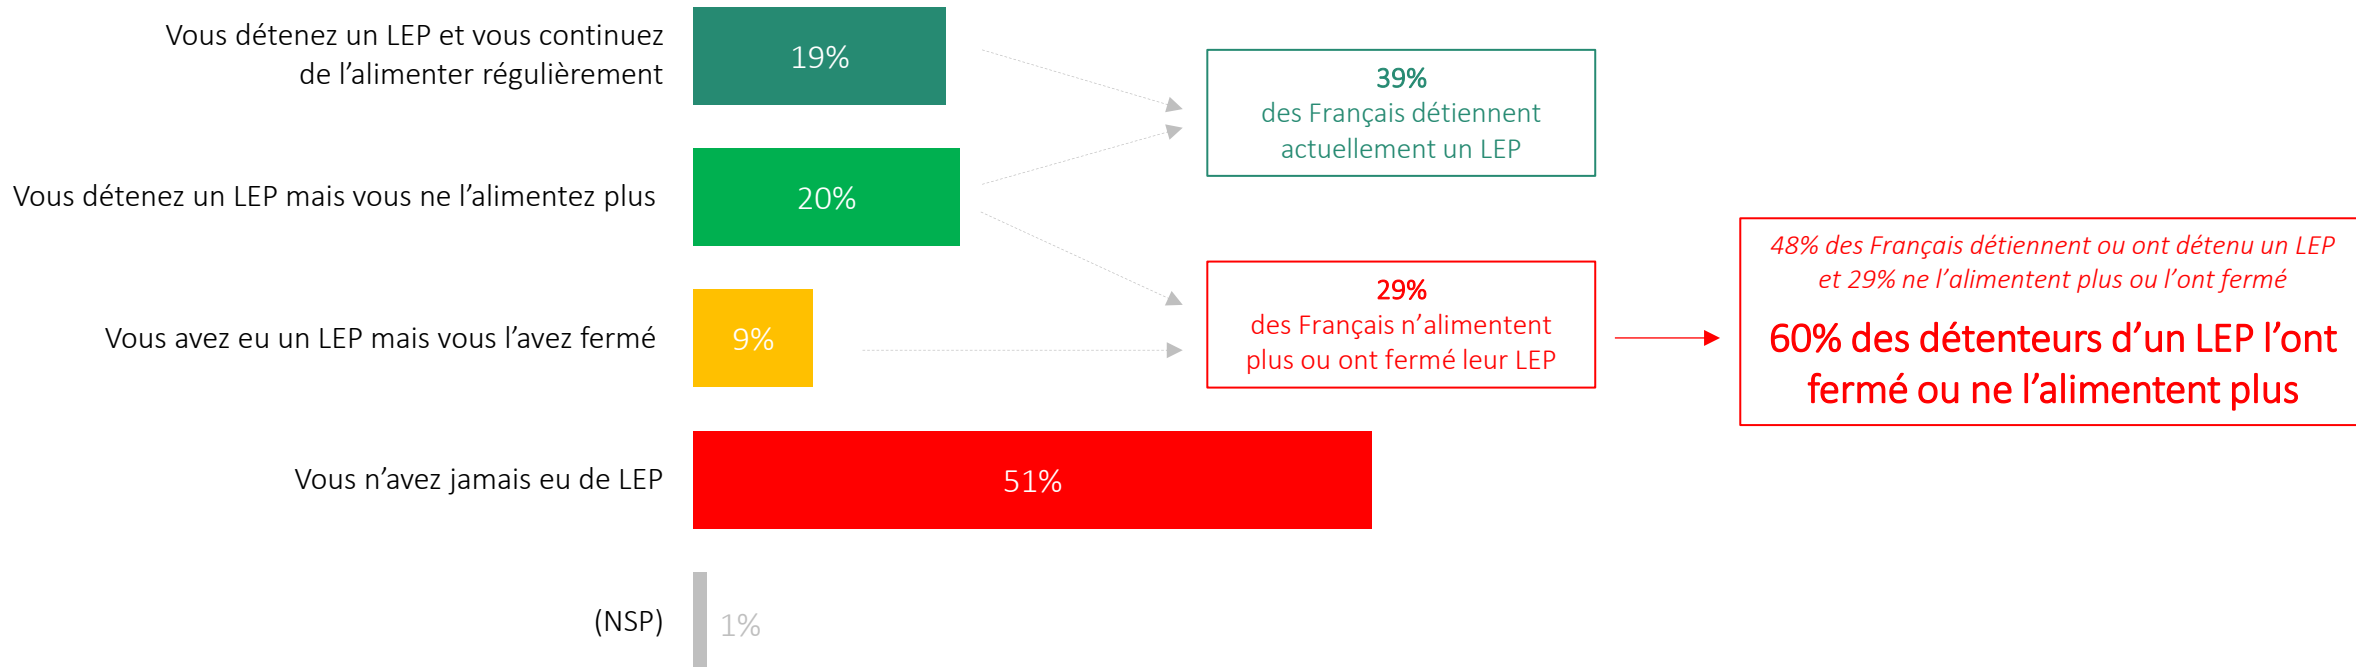 Vous détenez un LEP et vous continuez
de l’alimenter régulièrement
19%
39%
des Français détiennent
actuellement un LEP
Vous détenez un LEP mais vous ne l’alimentez plus
20%
48% des Français détiennent ou ont détenu un LEP
et 29% ne l’alimentent plus ou l’ont fermé
60% des détenteurs d’un LEP l’ont
fermé ou ne l’alimentent plus
29%
des Français n’alimentent
plus ou ont fermé leur LEP
Vous avez eu un LEP mais vous l’avez fermé
9%
Vous n’avez jamais eu de LEP
51%
(NSP)
1%